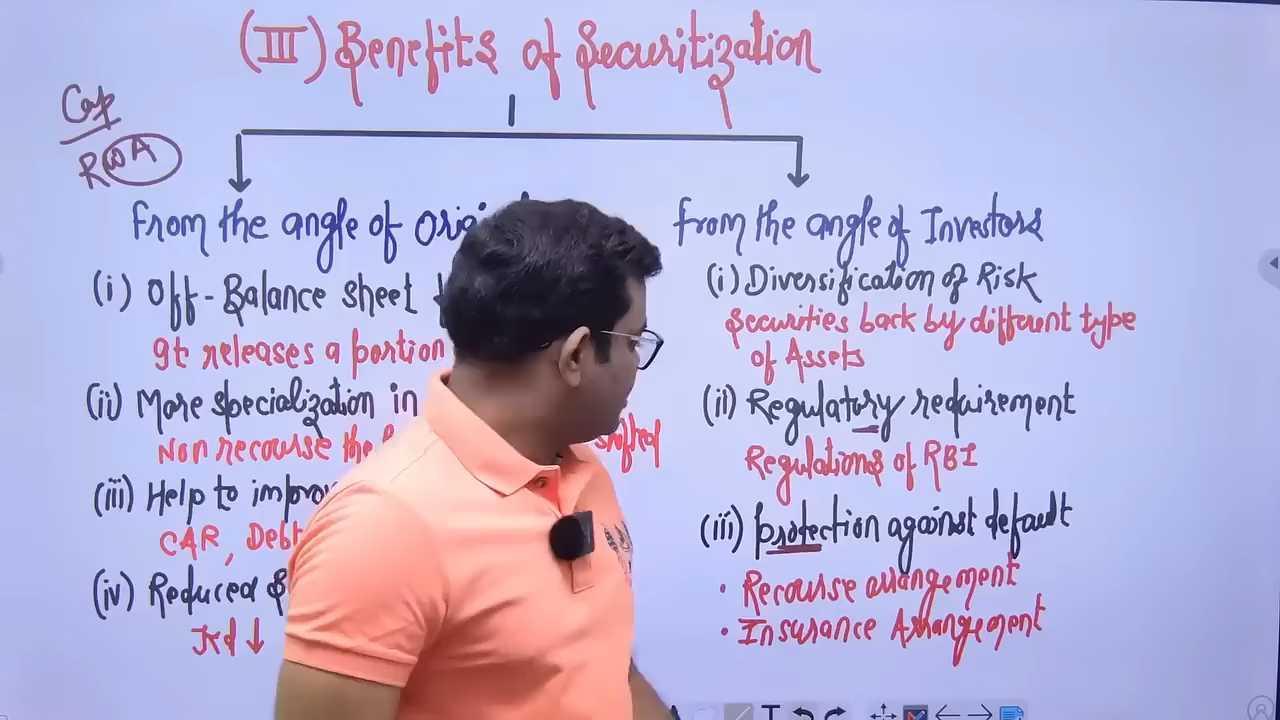 (III) Benefits of Securitization
Cap
RWA
From the angle of
(i) Off-Balance sheet
It releases a portion
(ii) More specialization in
Non recourse the
shifted
(iii) Help to
CAR, Debt
(iv) Reduced
Kd ↓
From the angle of Investors
(i) Diversification of Risk
Securities back by different type
of Assets
(ii) Regulatory requirement
Regulations of RBI
(iii) protection against default
• Recourse arrangement
• Insurance Arrangement
T